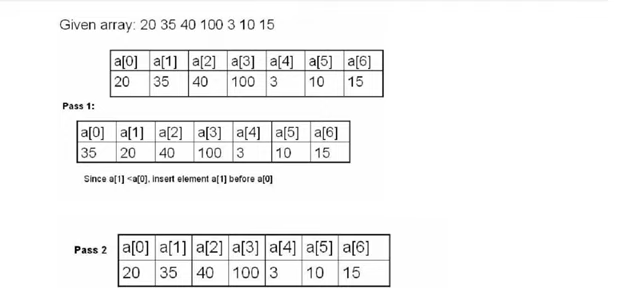 Given array: 20 35 40 100 3 10 15
a[0] a[1] a[2] a[3] a[4] a[5] a[6]
20 35 40 100 3 10 15
Pass 1:
a[0] a[1] a[2] a[3] a[4] a[5] a[6]
35 20 40 100 3 10 15
Since a[1] <a[0], insert element a[1] before a[0]
Pass 2
a[0] a[1] a[2] a[3] a[4] a[5] a[6]
20 35 40 100 3 10 15